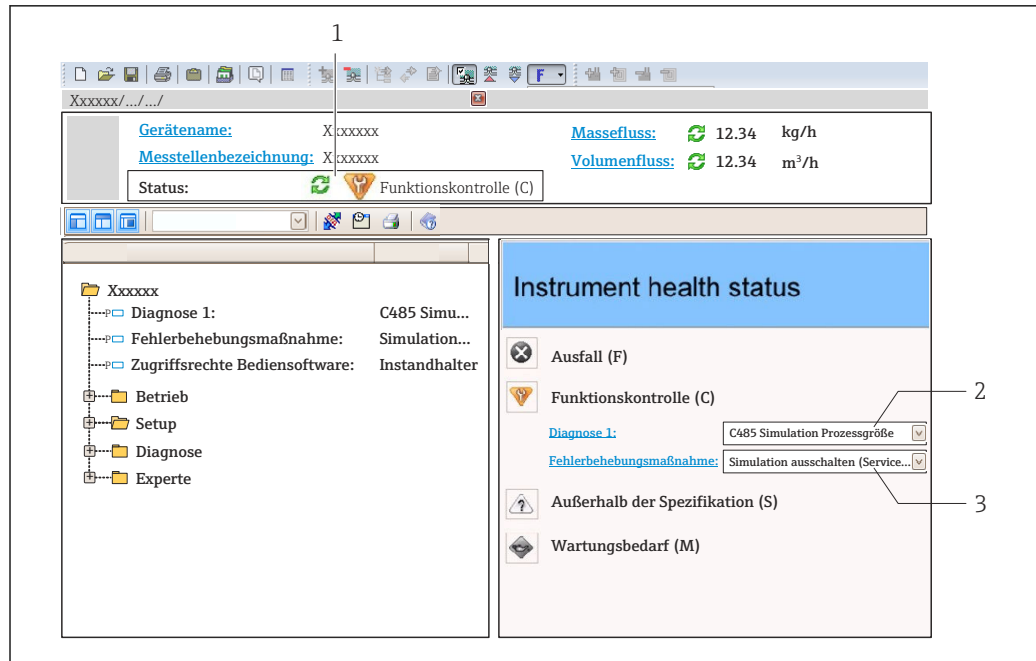 1
F
Xxxxxx/.../.../
Gerätename: Xxxxxxx
Messtellenbezeichnung: Xxxxxxx
Status: Funktionskontrolle (C)
Massefluss: 12.34 kg/h
Volumenfluss: 12.34 m³/h
Xxxxxx
P Diagnose 1: C485 Simu...
P Fehlerbehebungsmaßnahme: Simulation...
P Zugriffsrechte Bediensoftware: Instandhalter
Betrieb
Setup
Diagnose
Experte
Instrument health status
Ausfall (F)
Funktionskontrolle (C)
Diagnose 1: C485 Simulation Prozessgröße
2
Fehlerbehebungsmaßnahme: Simulation ausschalten (Service...
3
? Außerhalb der Spezifikation (S)
Wartungsbedarf (M)